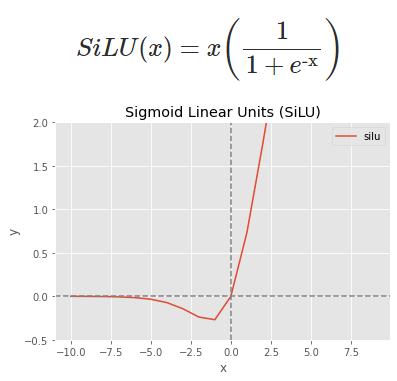 SiLU(x) = x(1/(1 + e^-x))
Sigmoid Linear Units (SiLU)
silu
2.0
1.5
1.0
0.5
0.0
−0.5
y
−10.0 −7.5 −5.0 −2.5 0.0 2.5 5.0 7.5
x